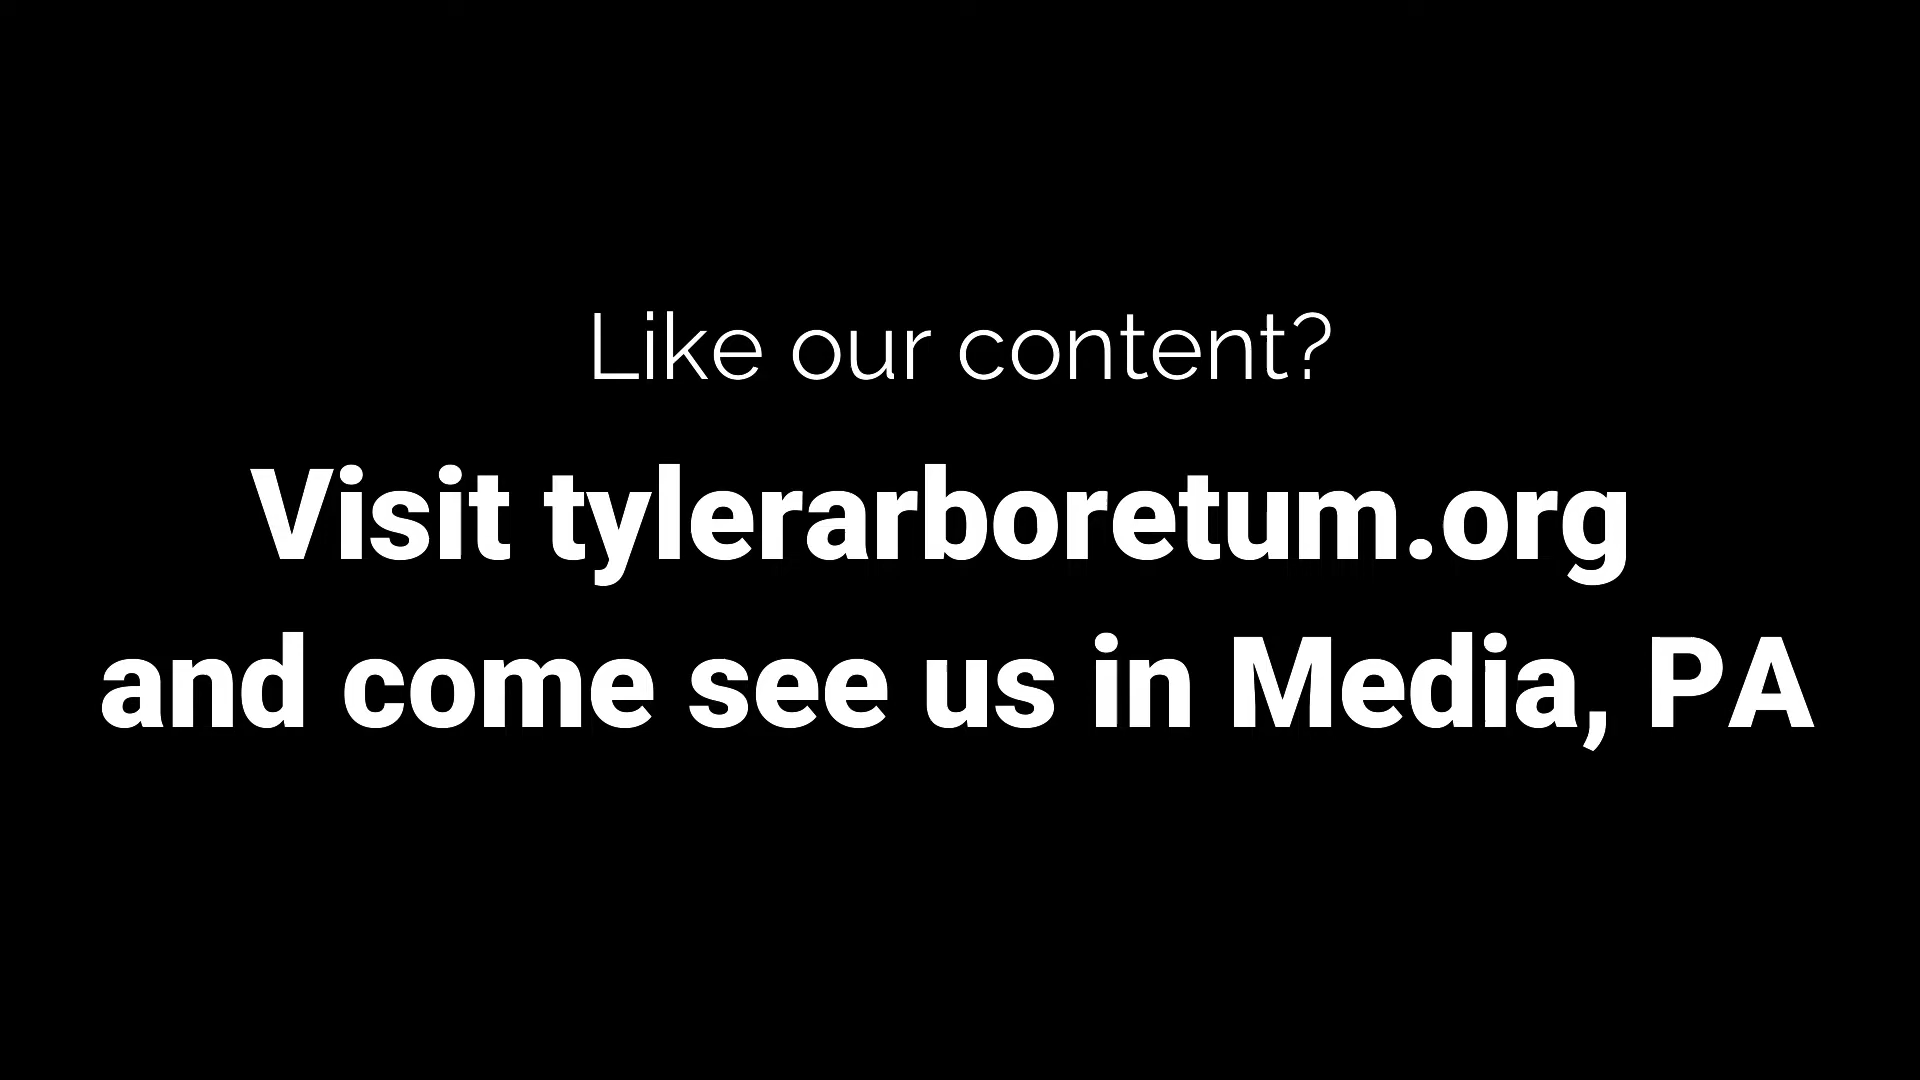 Like our content?
Visit tylerarboretum.org
and come see us in Media, PA